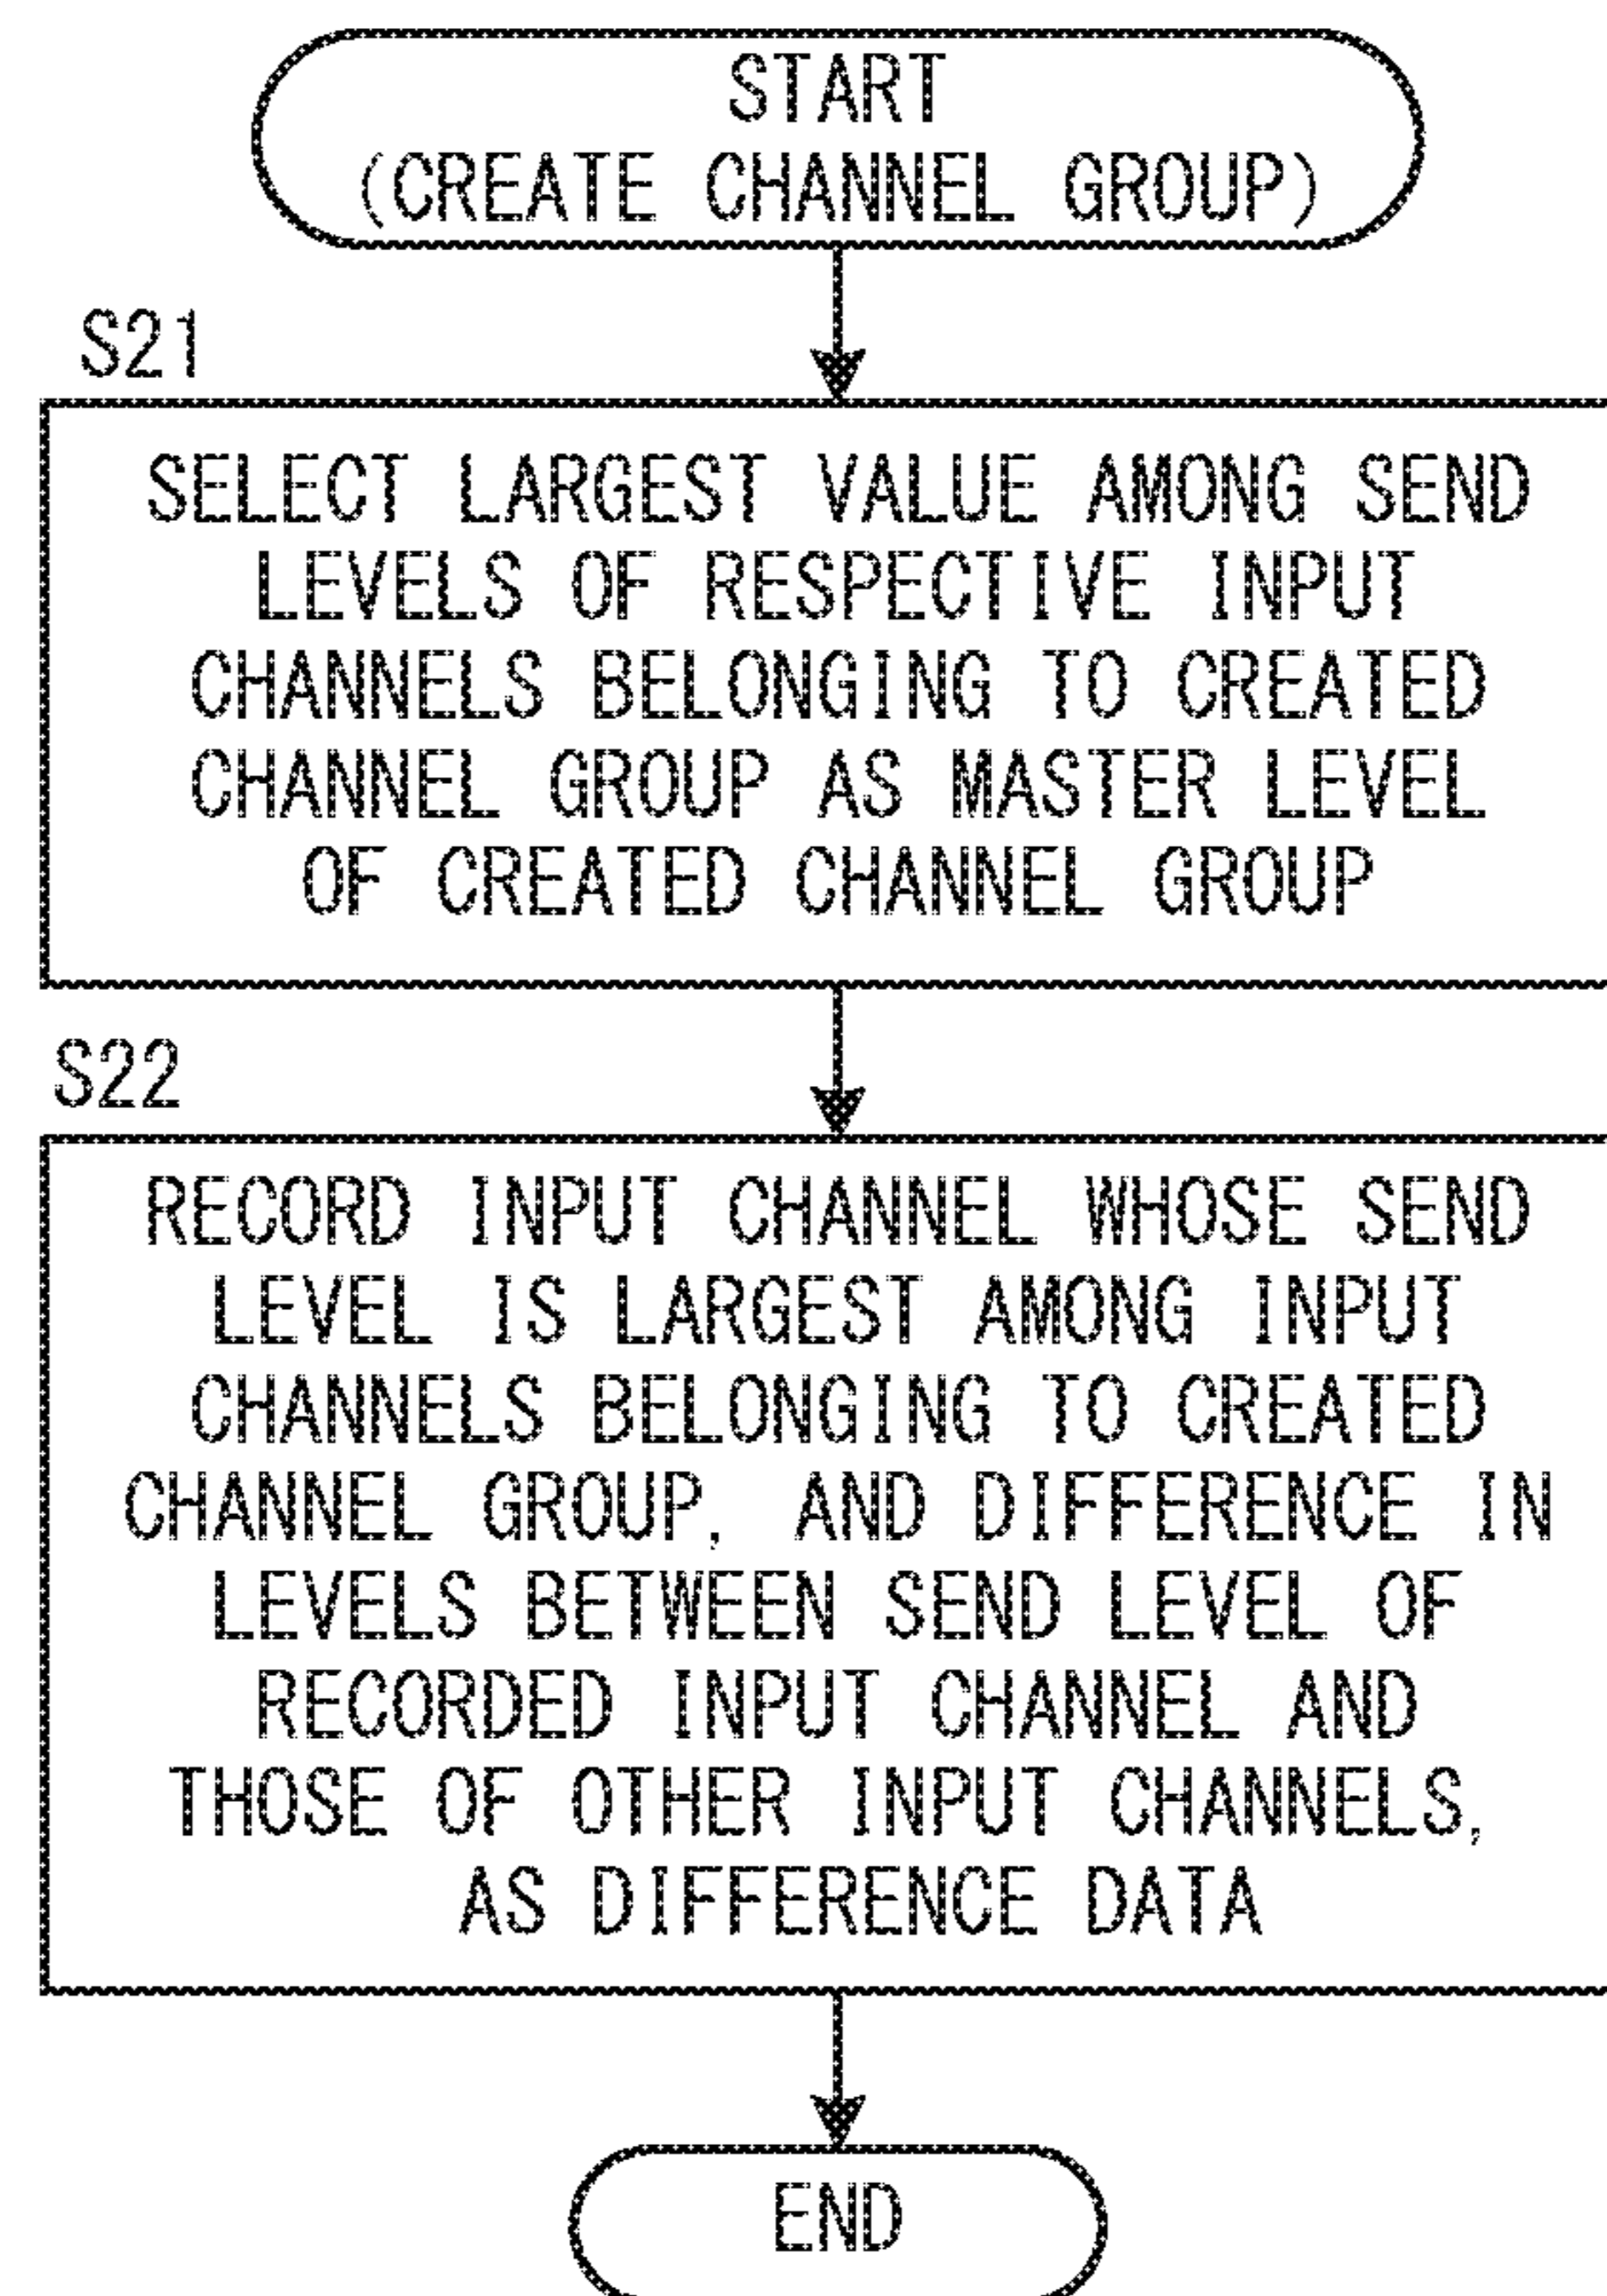 START
(CREATE CHANNEL GROUP)
S21
SELECT LARGEST VALUE AMONG SEND
LEVELS OF RESPECTIVE INPUT
CHANNELS BELONGING TO CREATED
CHANNEL GROUP AS MASTER LEVEL
OF CREATED CHANNEL GROUP
S22
RECORD INPUT CHANNEL WHOSE SEND
LEVEL IS LARGEST AMONG INPUT
CHANNELS BELONGING TO CREATED
CHANNEL GROUP, AND DIFFERENCE IN
LEVELS BETWEEN SEND LEVEL OF
RECORDED INPUT CHANNEL AND
THOSE OF OTHER INPUT CHANNELS,
AS DIFFERENCE DATA
END